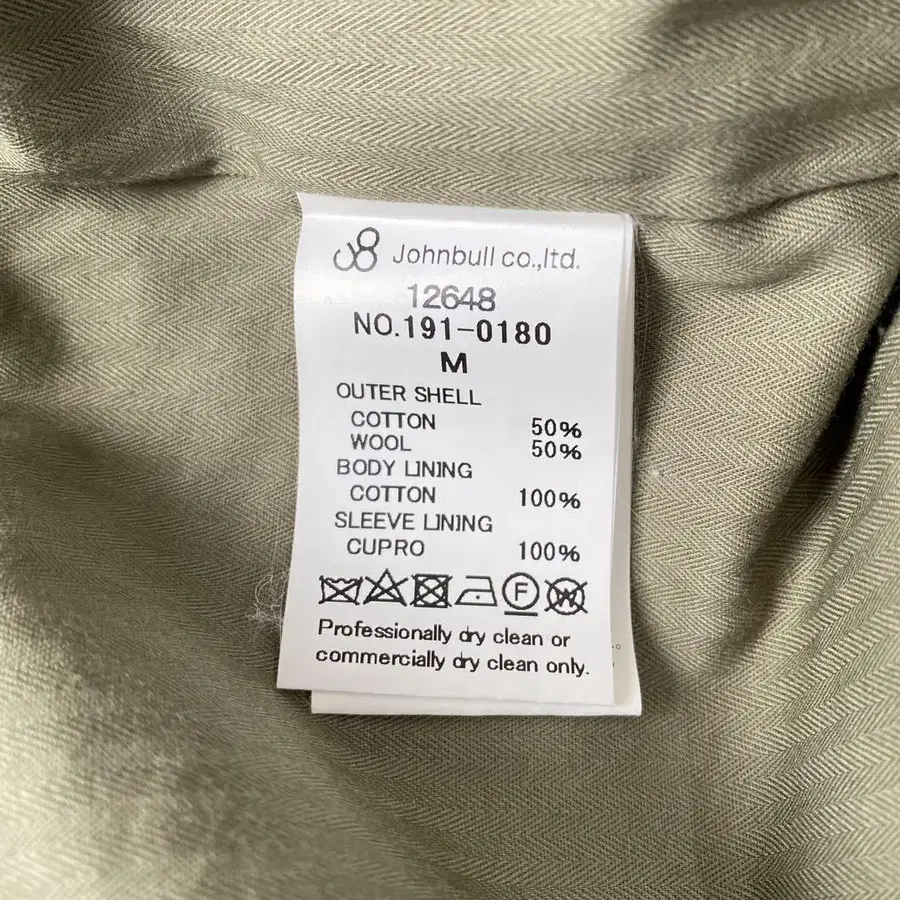 Johnbull co.,ltd.
12648
NO.191-0180
M
OUTER SHELL
COTTON 50%
WOOL 50%
BODY LINING
COTTON 100%
SLEEVE LINING
CUPRO 100%
F W
Professionally dry clean or
commercially dry clean only.